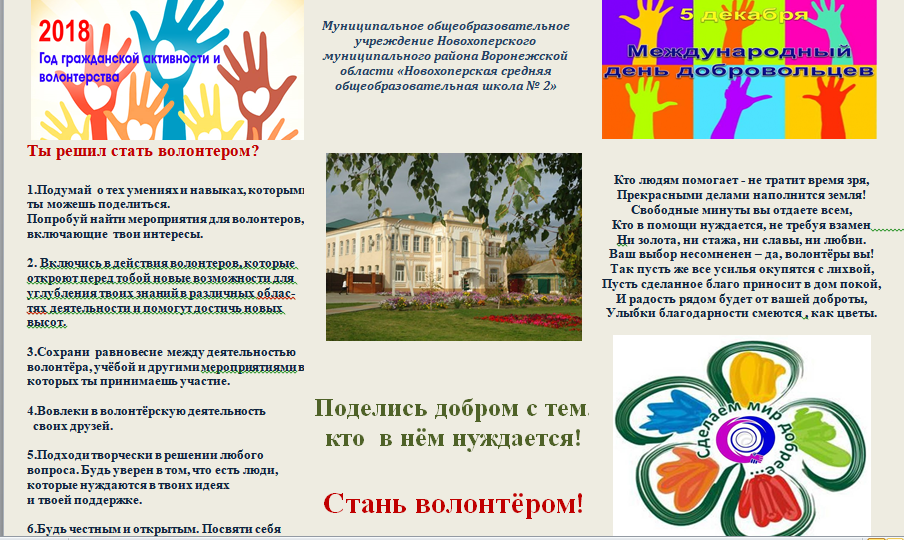 2018
Год гражданской активности и
волонтерства
Ты решил стать волонтером?
1.Подумай о тех умениях и навыках, которыми
ты можешь поделиться.
Попробуй найти мероприятия для волонтеров,
включающие твои интересы.
2. Включись в действия волонтеров, которые
откроют перед тобой новые возможности для
углубления твоих знаний в различных облас-
тях деятельности и помогут достичь новых
высот.
3.Сохрани равновесие между деятельностью
волонтёра, учёбой и другими мероприятиями в
которых ты принимаешь участие.
4.Вовлеки в волонтёрскую деятельность
своих друзей.
5.Подходи творчески в решении любого
вопроса. Будь уверен в том, что есть люди,
которые нуждаются в твоих идеях
и твоей поддержке.
6.Будь честным и открытым. Посвяти себя
Муниципальное общеобразовательное
учреждение Новохоперского
муниципального района Воронежской
области «Новохоперская средняя
общеобразовательная школа № 2»
Поделись добром с тем,
кто в нём нуждается!
Стань волонтёром!
5 декабря
Международный
день добровольцев
Кто людям помогает - не тратит время зря,
Прекрасными делами наполнится земля!
Свободные минуты вы отдаете всем,
Кто в помощи нуждается, не требуя взамен
Ни золота, ни стажа, ни славы, ни любви.
Ваш выбор несомненен – да, волонтёры вы!
Так пусть же все усилья окупятся с лихвой,
Пусть сделанное благо приносит в дом покой,
И радость рядом будет от вашей доброты,
Улыбки благодарности смеются , как цветы.
Сделаем мир добрее...